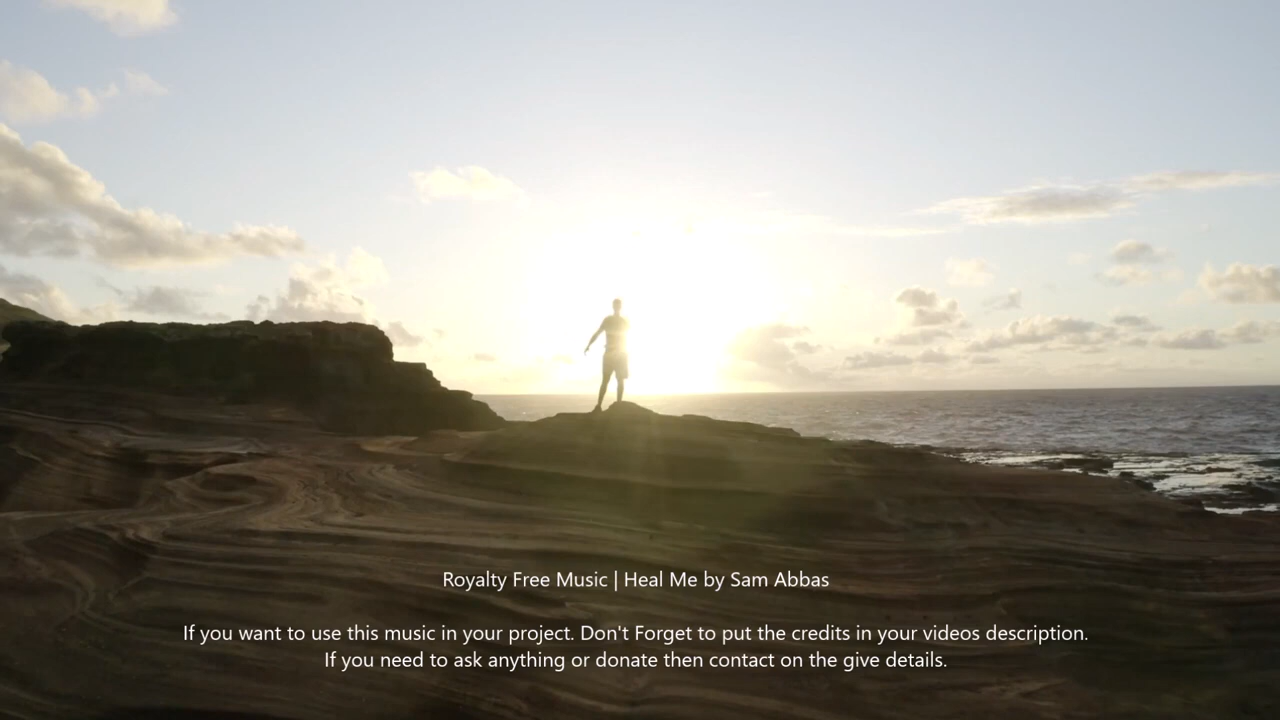 Royalty Free Music | Heal Me by Sam Abbas
If you want to use this music in your project. Don't Forget to put the credits in your videos description.
If you need to ask anything or donate then contact on the give details.